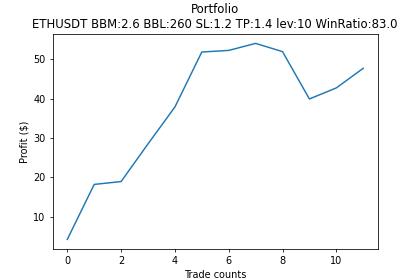 Portfolio
ETHUSDT BBM:2.6 BBL:260 SL:1.2 TP:1.4 lev:10 WinRatio:83.0
50
40
30
20
10
Profit ($)
0 2 4 6 8 10
Trade counts